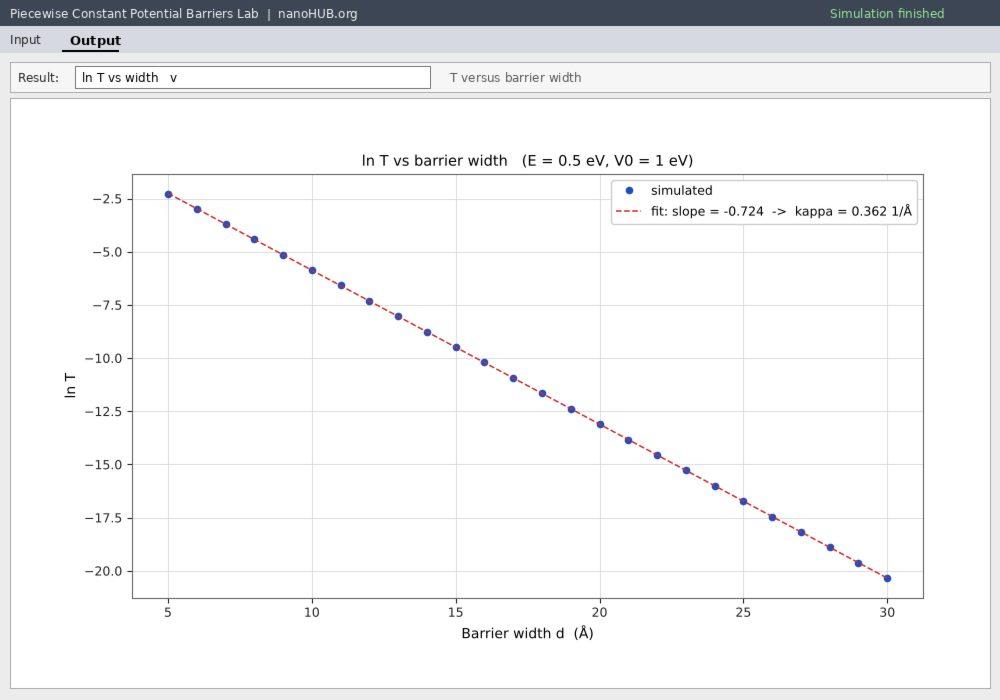 Piecewise Constant Potential Barriers Lab | nanoHUB.org Simulation finished
Input Output
Result: ln T vs width v T versus barrier width
ln T vs barrier width (E = 0.5 eV, V0 = 1 eV)
simulated
fit: slope = -0.724 -> kappa = 0.362 1/Å
−2.5
−5.0
−7.5
−10.0
−12.5
−15.0
−17.5
−20.0
ln T
5 10 15 20 25 30
Barrier width d (Å)